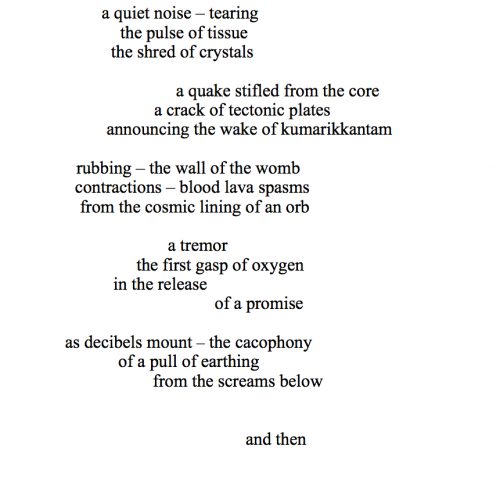 a quiet noise – tearing
the pulse of tissue
the shred of crystals
a quake stifled from the core
a crack of tectonic plates
announcing the wake of kumarikkantam
rubbing – the wall of the womb
contractions – blood lava spasms
from the cosmic lining of an orb
a tremor
the first gasp of oxygen
in the release
of a promise
as decibels mount – the cacophony
of a pull of earthing
from the screams below
and then